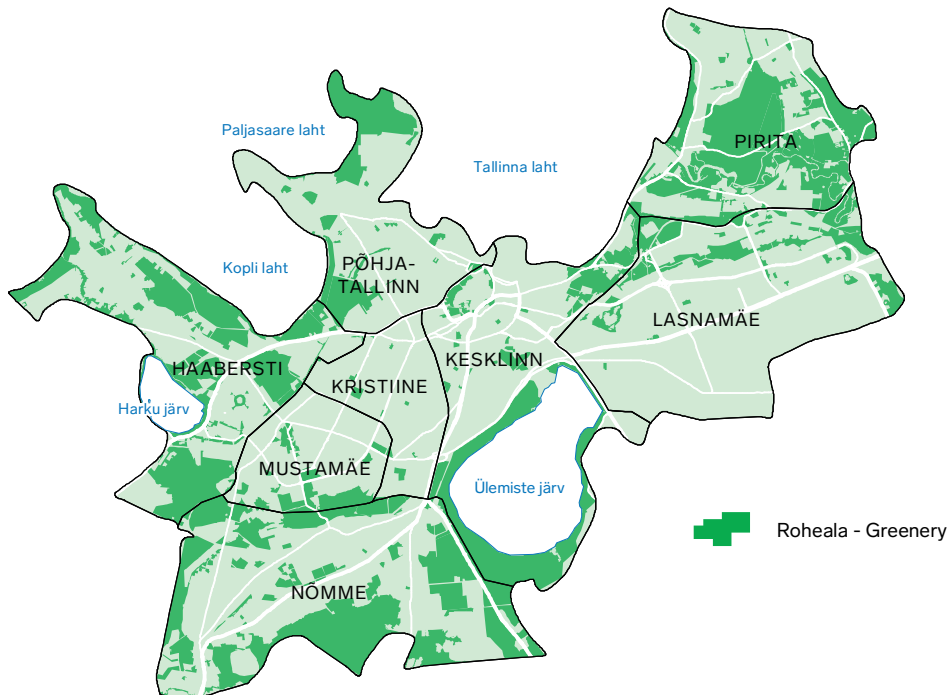 Paljasaare laht
PIRITA
Tallinna laht
Kopli laht
PÕHJA-
TALLINN
LASNAMÄE
HAABERSTI
KESKLINN
KRISTIINE
Harku järv
MUSTAMÄE
Ülemiste järv
Roheala - Greenery
NÕMME